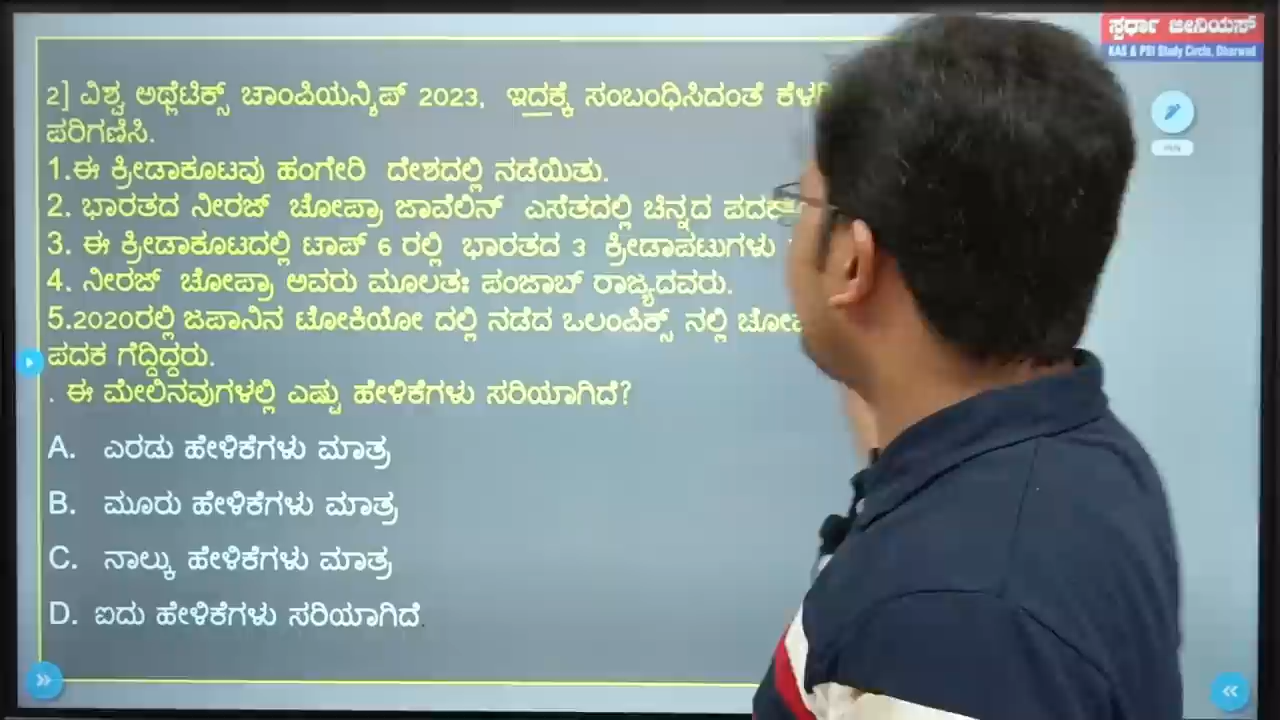 ಸ್ಪರ್ಧಾ ಜೀನಿಯಸ್
KAS & PSI Study Circle, Dharwad
2] ವಿಶ್ವ ಅಥ್ಲೆಟಿಕ್ಸ್ ಚಾಂಪಿಯನ್ಶಿಪ್ 2023, ಇದಕ್ಕೆ ಸಂಬಂಧಿಸಿದಂತೆ
ಪರಿಗಣಿಸಿ.
1.ಈ ಕ್ರೀಡಾಕೂಟವು ಹಂಗೇರಿ ದೇಶದಲ್ಲಿ ನಡೆಯಿತು.
2. ಭಾರತದ ನೀರಜ್ ಚೋಪ್ರಾ ಜಾವೆಲಿನ್ ಎಸೆತದಲ್ಲಿ ಚಿನ್ನದ
3. ಈ ಕ್ರೀಡಾಕೂಟದಲ್ಲಿ ಟಾಪ್ 6 ರಲ್ಲಿ ಭಾರತದ 3 ಕ್ರೀಡಾಪಟುಗಳು
4. ನೀರಜ್ ಚೋಪ್ರಾ ಅವರು ಮೂಲತಃ ಪಂಜಾಬ್ ರಾಜ್ಯದವರು.
5.2020ರಲ್ಲಿ ಜಪಾನಿನ ಟೋಕಿಯೋ ದಲ್ಲಿ ನಡೆದ ಒಲಂಪಿಕ್ಸ್ ನಲ್ಲಿ
ಪದಕ ಗೆದ್ದಿದ್ದರು.
. ಈ ಮೇಲಿನವುಗಳಲ್ಲಿ ಎಷ್ಟು ಹೇಳಿಕೆಗಳು ಸರಿಯಾಗಿದೆ?
A. ಎರಡು ಹೇಳಿಕೆಗಳು ಮಾತ್ರ
B. ಮೂರು ಹೇಳಿಕೆಗಳು ಮಾತ್ರ
C. ನಾಲ್ಕು ಹೇಳಿಕೆಗಳು ಮಾತ್ರ
D. ಐದು ಹೇಳಿಕೆಗಳು ಸರಿಯಾಗಿದೆ.